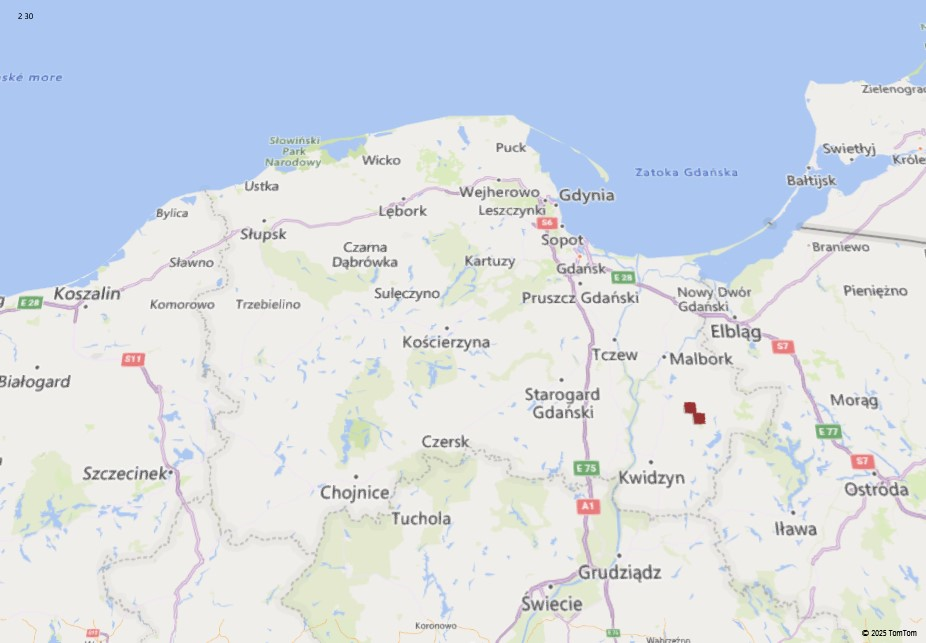 2 30
ské more
Zielenograd
Słowiński
Park
Narodowy
Wicko
Puck
Swietłyj
Króle
Zatoka Gdańska
Bałtijsk
Ustka
Wejherowo
Gdynia
Bylica
Lębork
Leszczynki
S6
Słupsk
Sopot
Czarna
Dąbrówka
Braniewo
Sławno
Kartuzy
Gdańsk
E 28
Koszalin
Sulęczyno
Pruszcz Gdański
Nowy Dwór
Gdański
Pieniężno
E 28
Komorowo
Trzebielino
Elbląg
Kościerzyna
S7
S11
Tczew
Malbork
Białogard
Starogard
Gdański
Morąg
E 77
Czersk
S7
Szczecinek
E 75
Kwidzyn
Ostróda
Chojnice
A1
Tuchola
Iława
Grudziądz
Świecie
Koronowo
© 2025 TomTom